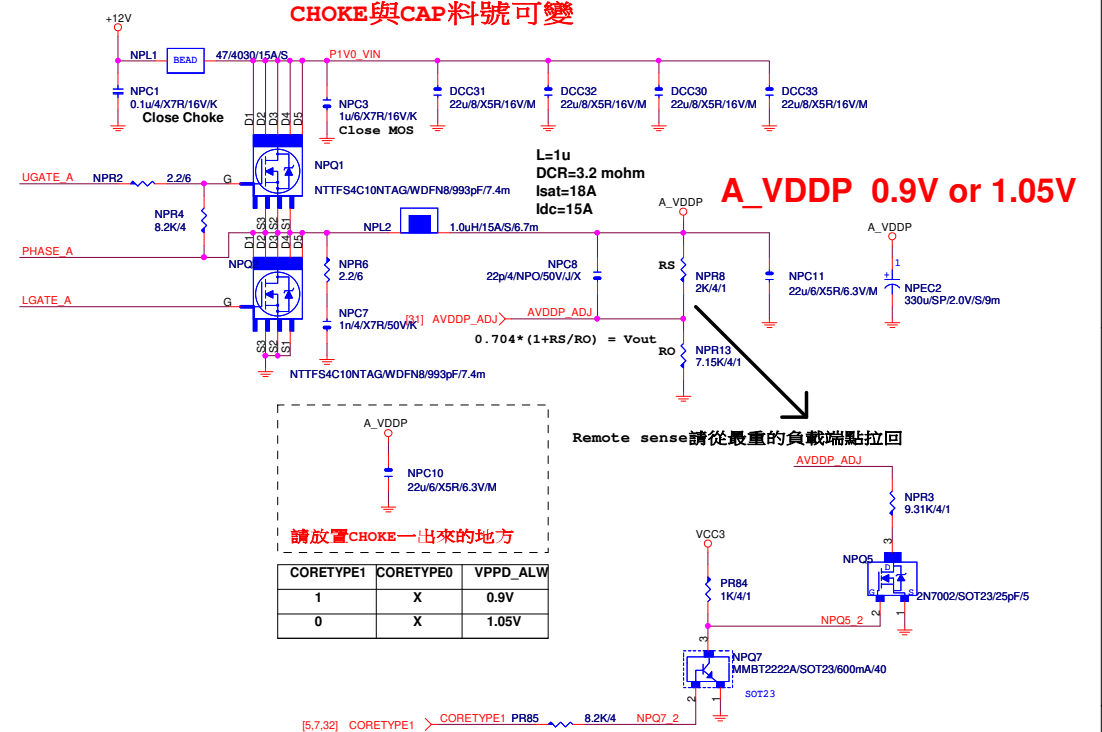 CHOKE與CAP料號可變
+12V
NPL1 BEAD 47/4030/15A/S P1V0_VIN
NPC1
0.1u/4/X7R/16V/K
Close Choke
D1 D2 D3 D4 D5
NPC3
1u/6/X7R/16V/K
Close MOS
DCC31
22u/8/X5R/16V/M
DCC32
22u/8/X5R/16V/M
DCC30
22u/8/X5R/16V/M
DCC33
22u/8/X5R/16V/M
NPQ1
NTTFS4C10NTAG/WDFN8/993pF/7.4m
UGATE_A NPR2 2.2/6 G
S3 S2 S1
NPR4
8.2K/4
L=1u
DCR=3.2 mohm
Isat=18A
Idc=15A
A_VDDP
A_VDDP 0.9V or 1.05V
NPL2 1.0uH/15A/S/6.7m
PHASE_A
D1 D2 D3 D4 D5
NPQ
LGATE_A G
S3 S2 S1
NTTFS4C10NTAG/WDFN8/993pF/7.4m
NPR6
2.2/6
NPC7
1n/4/X7R/50V/K
NPC8
22p/4/NPO/50V/J/X
[31] AVDDP_ADJ AVDDP_ADJ
0.704*(1+RS/RO) = Vout
RS
NPR8
2K/4/1
RO
NPR13
7.15K/4/1
NPC11
22u/6/X5R/6.3V/M
A_VDDP
1
+
NPEC2
330u/SP/2.0V/S/9m
Remote sense請從最重的負載端點拉回
A_VDDP
NPC10
22u/6/X5R/6.3V/M
請放置CHOKE一出來的地方
CORETYPE1 CORETYPE0 VPPD_ALW
1 X 0.9V
0 X 1.05V
AVDDP_ADJ
NPR3
9.31K/4/1
3
NPQ5
D
G S
2N7002/SOT23/25pF/5
2 1
VCC3
PR84
1K/4/1
NPQ5_2
3
NPQ7
MMBT2222A/SOT23/600mA/40
SOT23
2 1
[5,7,32] CORETYPE1 CORETYPE1 PR85 8.2K/4 NPQ7_2